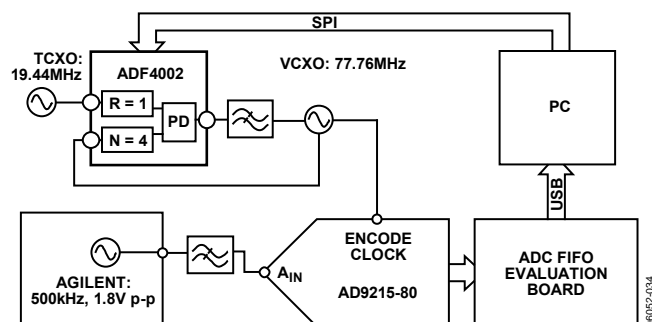 SPI
TCXO:
19.44MHz
ADF4002
VCXO: 77.76MHz
R = 1
PD
N = 4
PC
USB
ENCODE
CLOCK
A_IN
AD9215-80
AGILENT:
500kHz, 1.8V p-p
ADC FIFO
EVALUATION
BOARD
06052-034